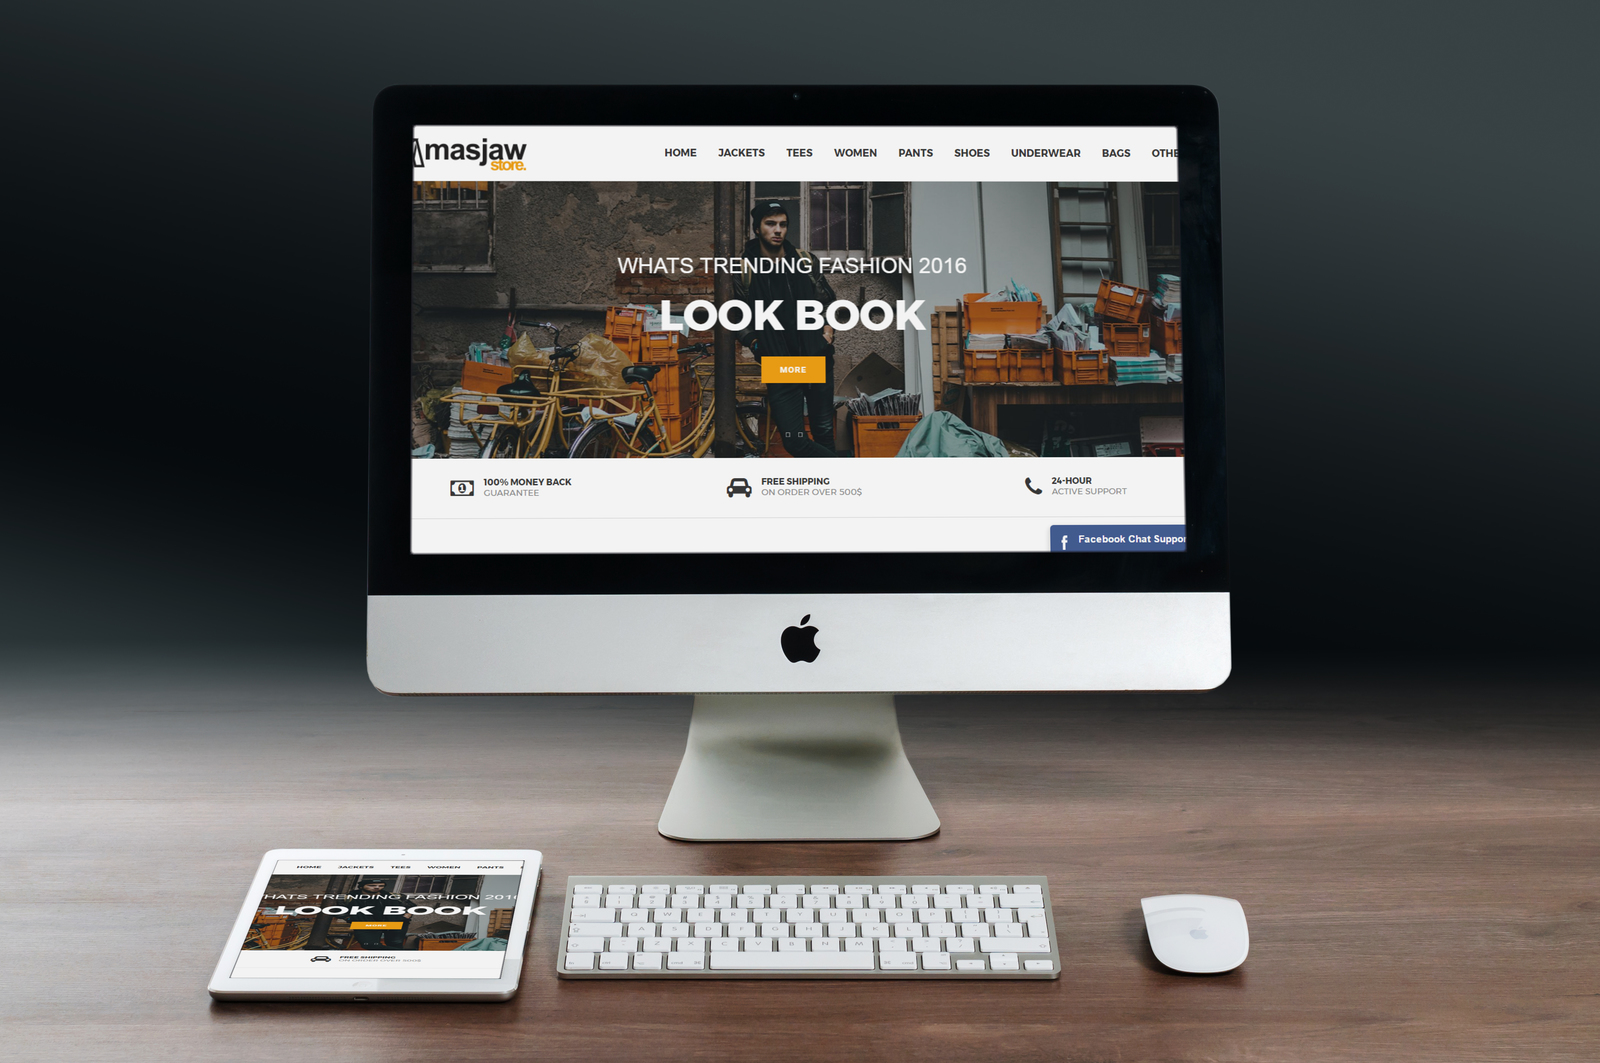 masjaw
store.
HOME JACKETS TEES WOMEN PANTS SHOES UNDERWEAR BAGS OTHE
WHATS TRENDING FASHION 2016
LOOK BOOK
MORE
100% MONEY BACK
GUARANTEE
FREE SHIPPING
ON ORDER OVER 500$
24-HOUR
ACTIVE SUPPORT
Facebook Chat Suppor
HOME JACKETS TEES WOMEN PANTS
HATS TRENDING FASHION 201
LOOK BOOK
MORE
FREE SHIPPING
ON ORDER OVER 500$
Q W E R T Y U I O P
A S D F G H J K L
Z X C V B N M